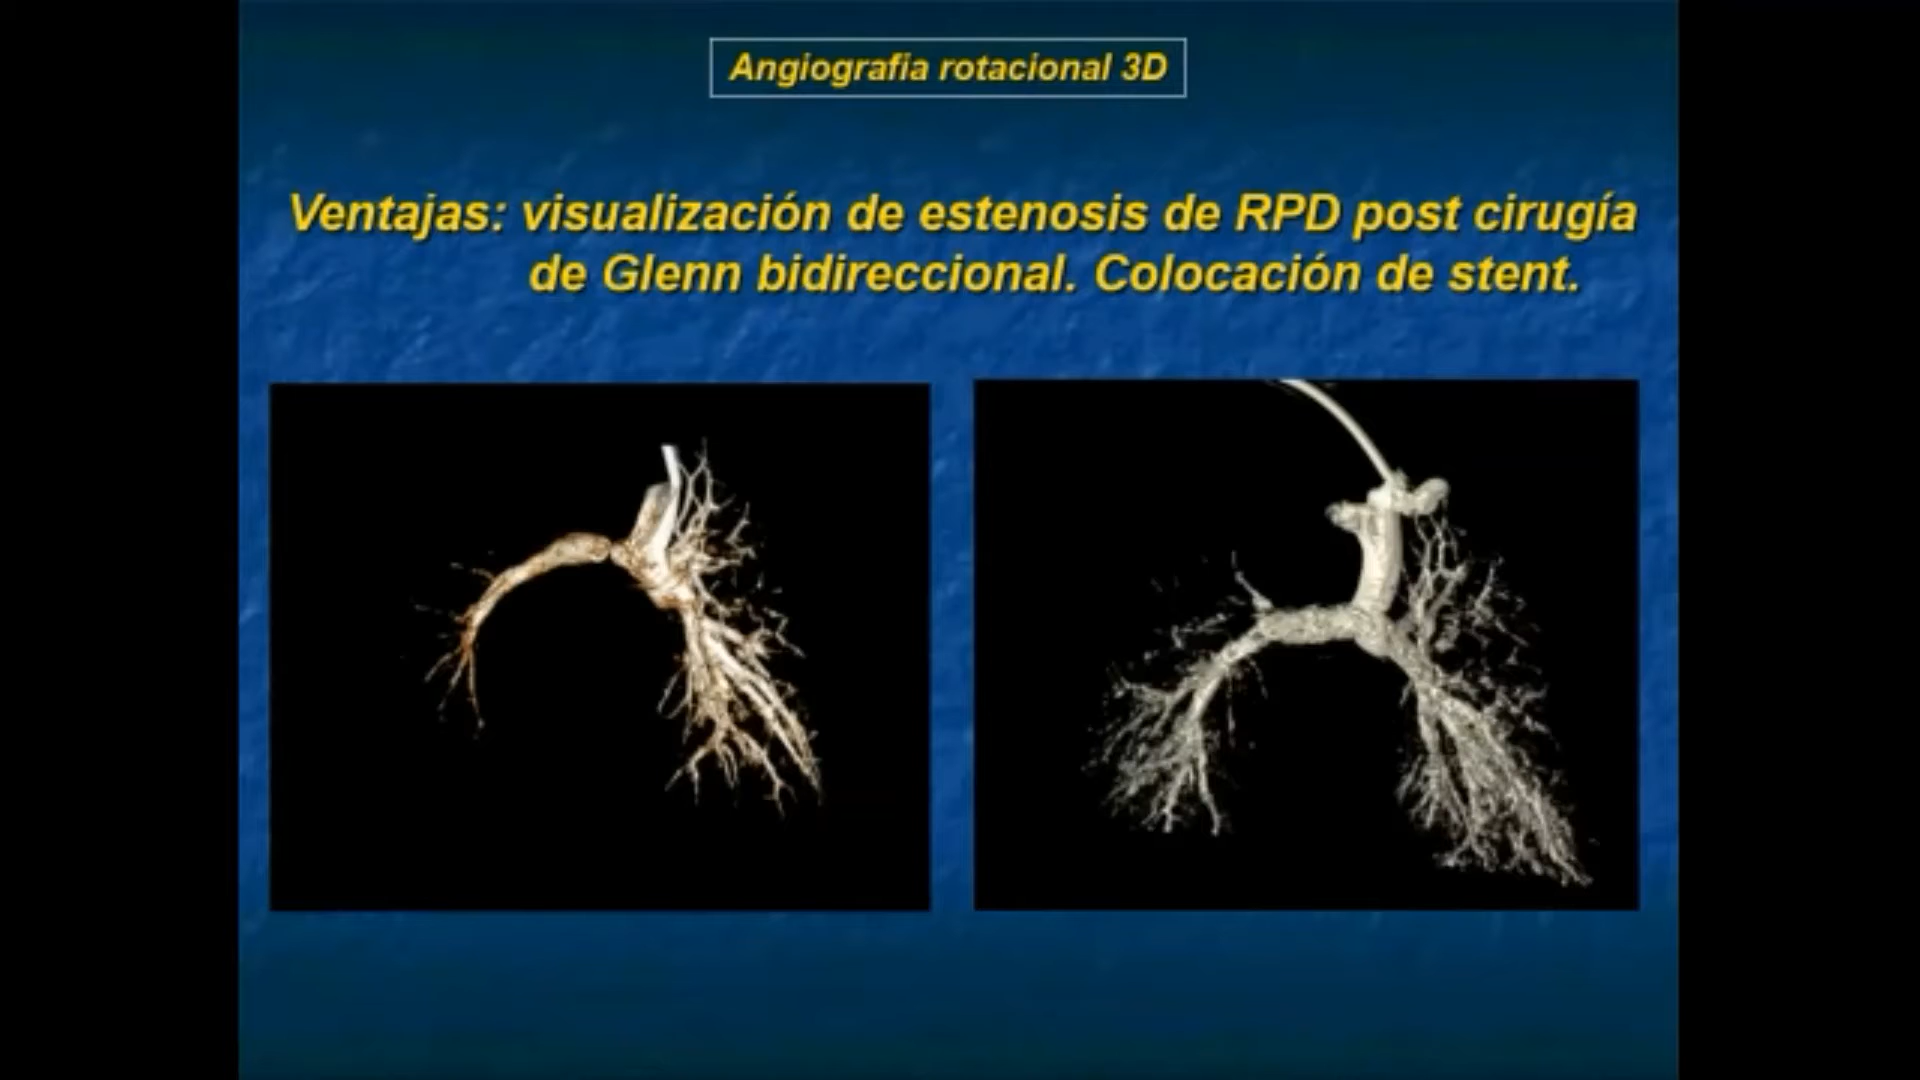 Angiografia rotacional 3D
Ventajas: visualización de estenosis de RPD post cirugía
de Glenn bidireccional. Colocación de stent.